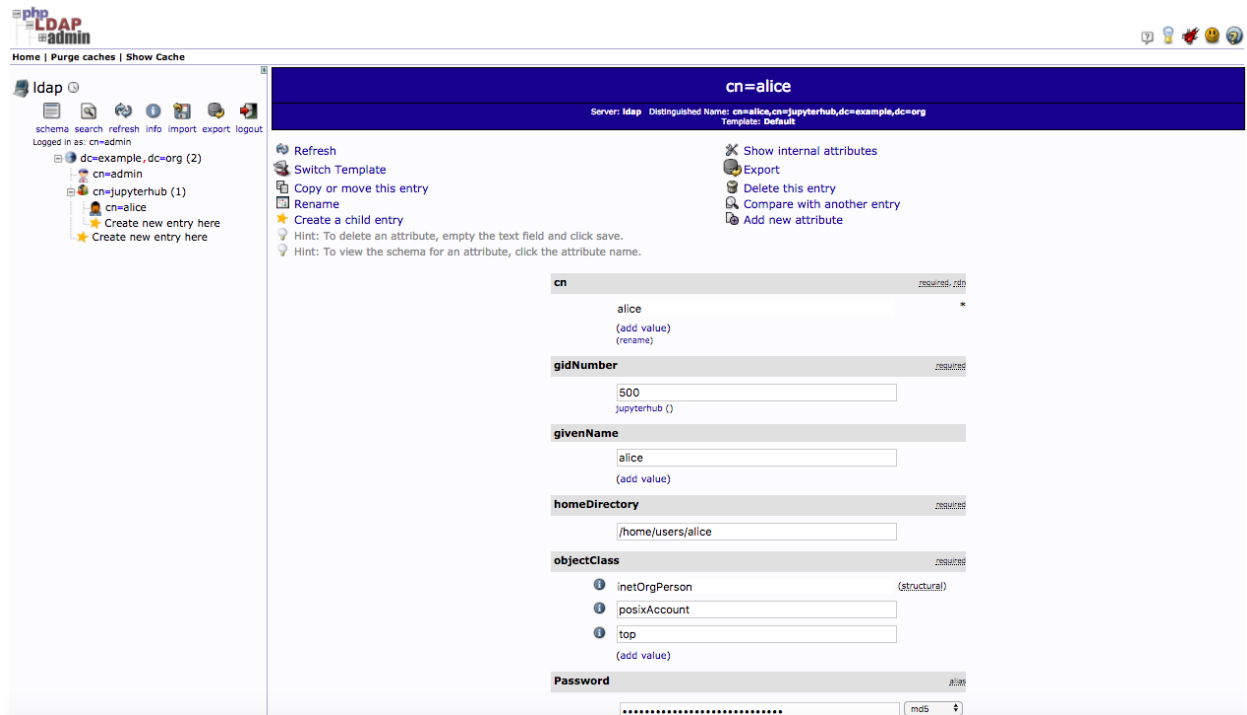 php
LDAP
admin
Home | Purge caches | Show Cache
ldap
schema search refresh info import export logout
Logged in as: cn=admin
dc=example,dc=org (2)
cn=admin
cn=jupyterhub (1)
cn=alice
Create new entry here
Create new entry here
cn=alice
Server: ldap Distinguished Name: cn=alice,cn=jupyterhub,dc=example,dc=org
Template: Default
Refresh
Switch Template
Copy or move this entry
Rename
Create a child entry
Hint: To delete an attribute, empty the text field and click save.
Hint: To view the schema for an attribute, click the attribute name.
Show internal attributes
Export
Delete this entry
Compare with another entry
Add new attribute
cn required, rdn
alice *
(add value)
(rename)
gidNumber required
500
jupyterhub ()
givenName
alice
(add value)
homeDirectory required
/home/users/alice
objectClass required
inetOrgPerson (structural)
posixAccount
top
(add value)
Password alias
•••••••••••••••••••••••••••••• md5